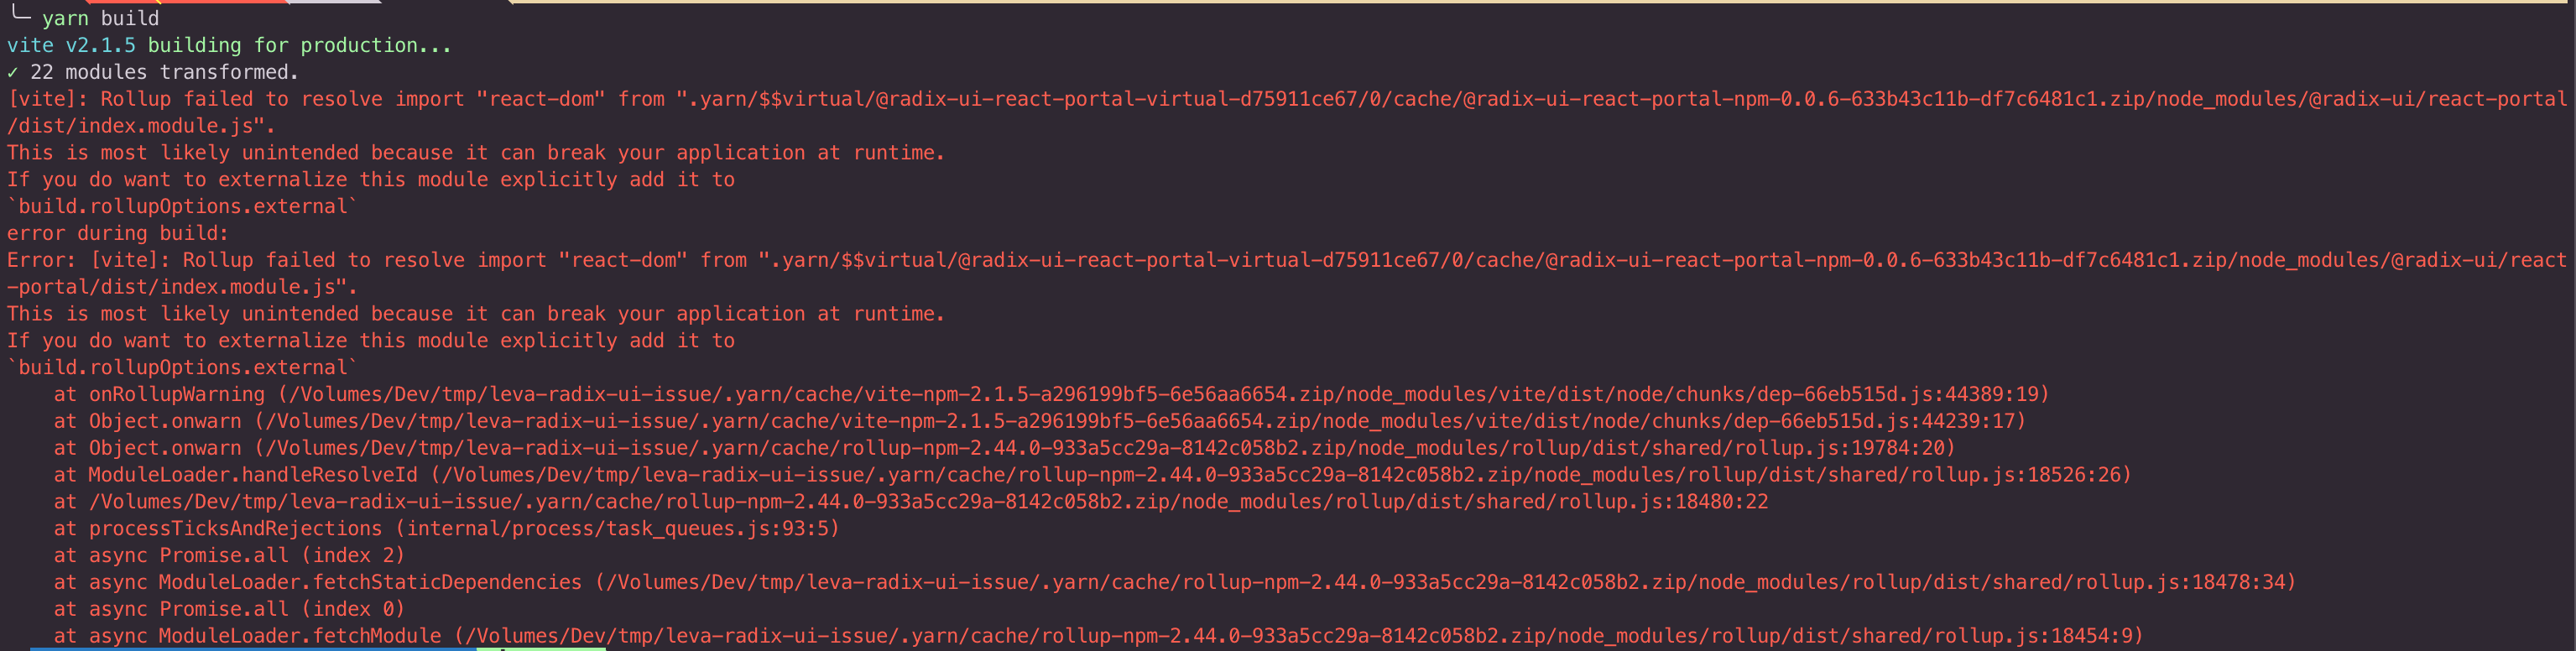 ╰─ yarn build
vite v2.1.5 building for production...
✓ 22 modules transformed.
[vite]: Rollup failed to resolve import "react-dom" from ".yarn/$$virtual/@radix-ui-react-portal-virtual-d75911ce67/0/cache/@radix-ui-react-portal-npm-0.0.6-633b43c11b-df7c6481c1.zip/node_modules/@radix-ui/react-portal
/dist/index.module.js".
This is most likely unintended because it can break your application at runtime.
If you do want to externalize this module explicitly add it to
`build.rollupOptions.external`
error during build:
Error: [vite]: Rollup failed to resolve import "react-dom" from ".yarn/$$virtual/@radix-ui-react-portal-virtual-d75911ce67/0/cache/@radix-ui-react-portal-npm-0.0.6-633b43c11b-df7c6481c1.zip/node_modules/@radix-ui/react
-portal/dist/index.module.js".
This is most likely unintended because it can break your application at runtime.
If you do want to externalize this module explicitly add it to
`build.rollupOptions.external`
    at onRollupWarning (/Volumes/Dev/tmp/leva-radix-ui-issue/.yarn/cache/vite-npm-2.1.5-a296199bf5-6e56aa6654.zip/node_modules/vite/dist/node/chunks/dep-66eb515d.js:44389:19)
    at Object.onwarn (/Volumes/Dev/tmp/leva-radix-ui-issue/.yarn/cache/vite-npm-2.1.5-a296199bf5-6e56aa6654.zip/node_modules/vite/dist/node/chunks/dep-66eb515d.js:44239:17)
    at Object.onwarn (/Volumes/Dev/tmp/leva-radix-ui-issue/.yarn/cache/rollup-npm-2.44.0-933a5cc29a-8142c058b2.zip/node_modules/rollup/dist/shared/rollup.js:19784:20)
    at ModuleLoader.handleResolveId (/Volumes/Dev/tmp/leva-radix-ui-issue/.yarn/cache/rollup-npm-2.44.0-933a5cc29a-8142c058b2.zip/node_modules/rollup/dist/shared/rollup.js:18526:26)
    at /Volumes/Dev/tmp/leva-radix-ui-issue/.yarn/cache/rollup-npm-2.44.0-933a5cc29a-8142c058b2.zip/node_modules/rollup/dist/shared/rollup.js:18480:22
    at processTicksAndRejections (internal/process/task_queues.js:93:5)
    at async Promise.all (index 2)
    at async ModuleLoader.fetchStaticDependencies (/Volumes/Dev/tmp/leva-radix-ui-issue/.yarn/cache/rollup-npm-2.44.0-933a5cc29a-8142c058b2.zip/node_modules/rollup/dist/shared/rollup.js:18478:34)
    at async Promise.all (index 0)
    at async ModuleLoader.fetchModule (/Volumes/Dev/tmp/leva-radix-ui-issue/.yarn/cache/rollup-npm-2.44.0-933a5cc29a-8142c058b2.zip/node_modules/rollup/dist/shared/rollup.js:18454:9)